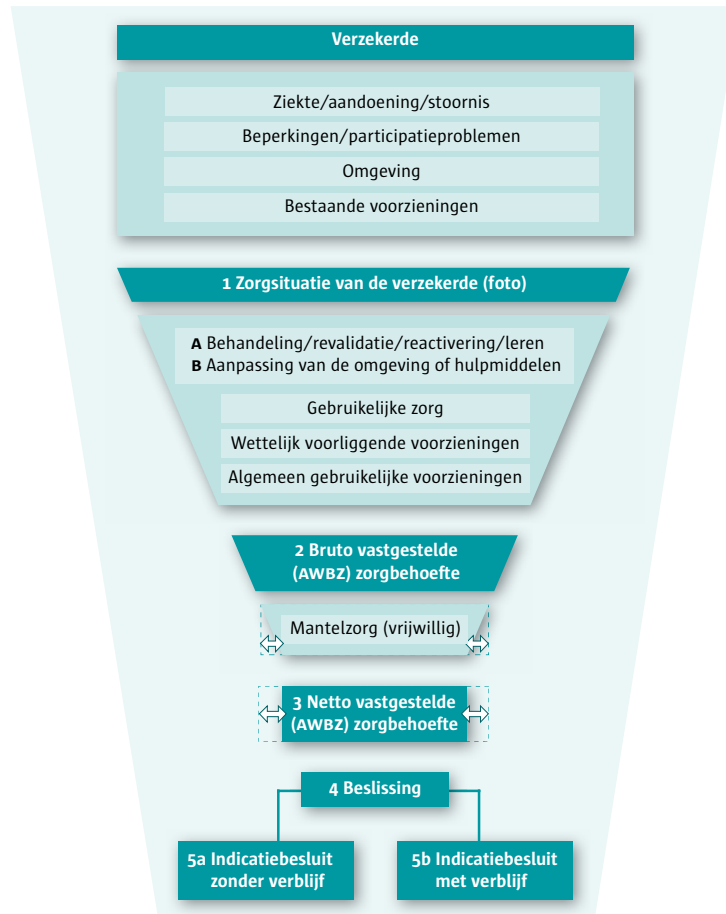 Verzekerde
Ziekte/aandoening/stoornis
Beperkingen/participatieproblemen
Omgeving
Bestaande voorzieningen
1 Zorgsituatie van de verzekerde (foto)
A Behandeling/revalidatie/reactivering/leren
B Aanpassing van de omgeving of hulpmiddelen
Gebruikelijke zorg
Wettelijk voorliggende voorzieningen
Algemeen gebruikelijke voorzieningen
2 Bruto vastgestelde
(AWBZ) zorgbehoefte
Mantelzorg (vrijwillig)
3 Netto vastgestelde
(AWBZ) zorgbehoefte
4 Beslissing
5a Indicatiebesluit
zonder verblijf
5b Indicatiebesluit
met verblijf